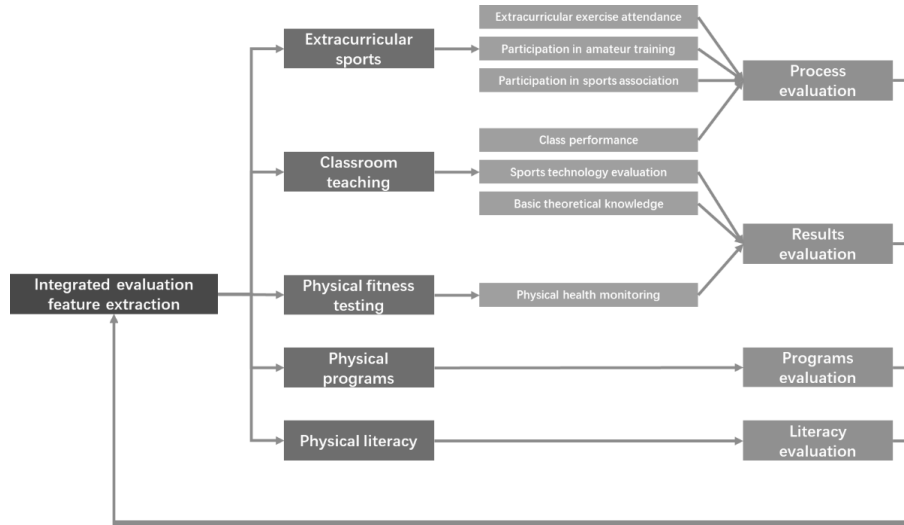 Integrated evaluation
feature extraction
Extracurricular
sports
Classroom
teaching
Physical fitness
testing
Physical
programs
Physical literacy
Extracurricular exercise attendance
Participation in amateur training
Participation in sports association
Class performance
Sports technology evaluation
Basic theoretical knowledge
Physical health monitoring
Process
evaluation
Results
evaluation
Programs
evaluation
Literacy
evaluation